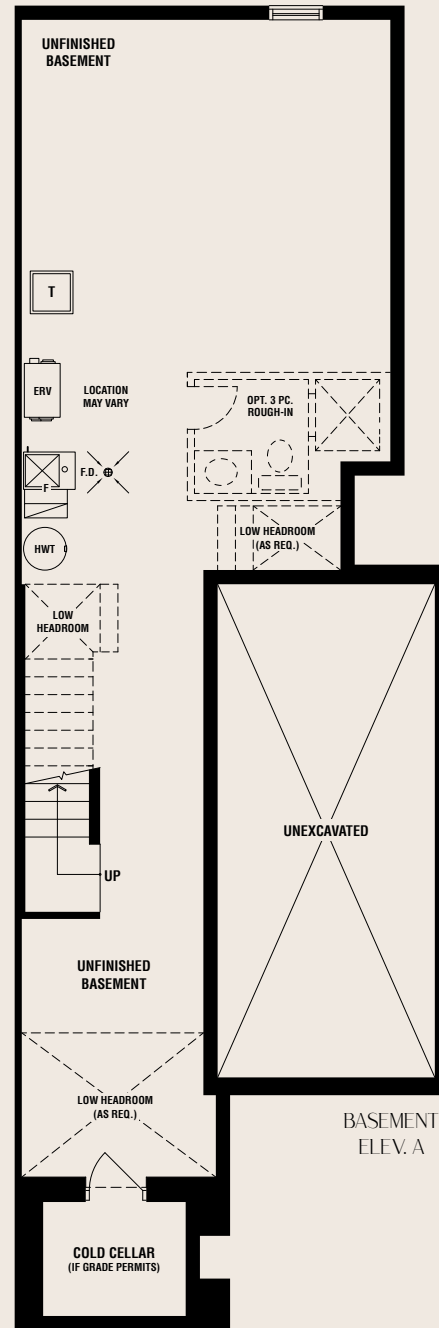 UNFINISHED
BASEMENT
T
ERV
LOCATION
MAY VARY
OPT. 3 PC.
ROUGH-IN
F
F.D.
HWT
LOW HEADROOM
(AS REQ.)
LOW
HEADROOM
UNEXCAVATED
UP
UNFINISHED
BASEMENT
LOW HEADROOM
(AS REQ.)
BASEMENT
ELEV. A
COLD CELLAR
(IF GRADE PERMITS)